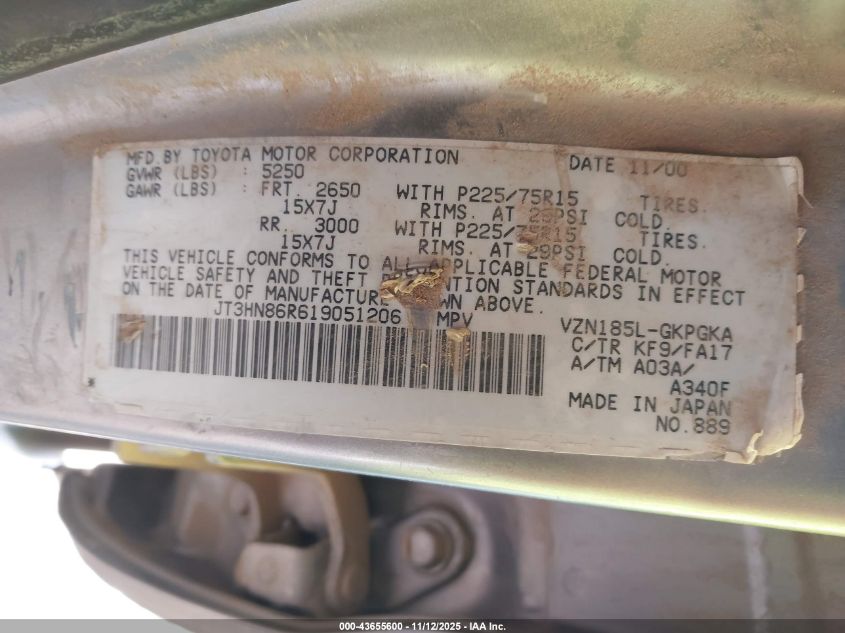 MFD.BY TOYOTA MOTOR CORPORATION DATE 11/00
GVWR (LBS) : 5250
GAWR (LBS) : FRT. 2650 WITH P225/75R15 TIRES.
15X7J RIMS. AT 29PSI COLD.
RR. 3000 WITH P225/75R15 TIRES.
15X7J RIMS. AT 29PSI COLD.
THIS VEHICLE CONFORMS TO ALL APPLICABLE FEDERAL MOTOR
VEHICLE SAFETY AND THEFT STANDARDS IN EFFECT
ON THE DATE OF MANUFACTURE ABOVE.
JT3HN86R619051206 MPV VZN185L-GKPGKA
C/TR KF9/FA17
A/TM A03A/
A340F
MADE IN JAPAN
NO.889
000-43655600 - 11/12/2025 - IAA Inc.